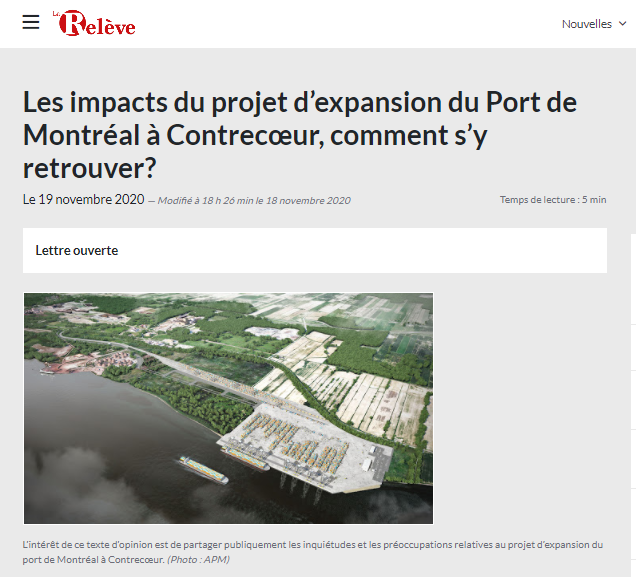 La Relève
Nouvelles
Les impacts du projet d’expansion du Port de
Montréal à Contrecœur, comment s’y
retrouver?
Le 19 novembre 2020 — Modifié à 18 h 26 min le 18 novembre 2020
Temps de lecture : 5 min
Lettre ouverte
L’intérêt de ce texte d’opinion est de partager publiquement les inquiétudes et les préoccupations relatives au projet d’expansion du
port de Montréal à Contrecœur. (Photo : APM)